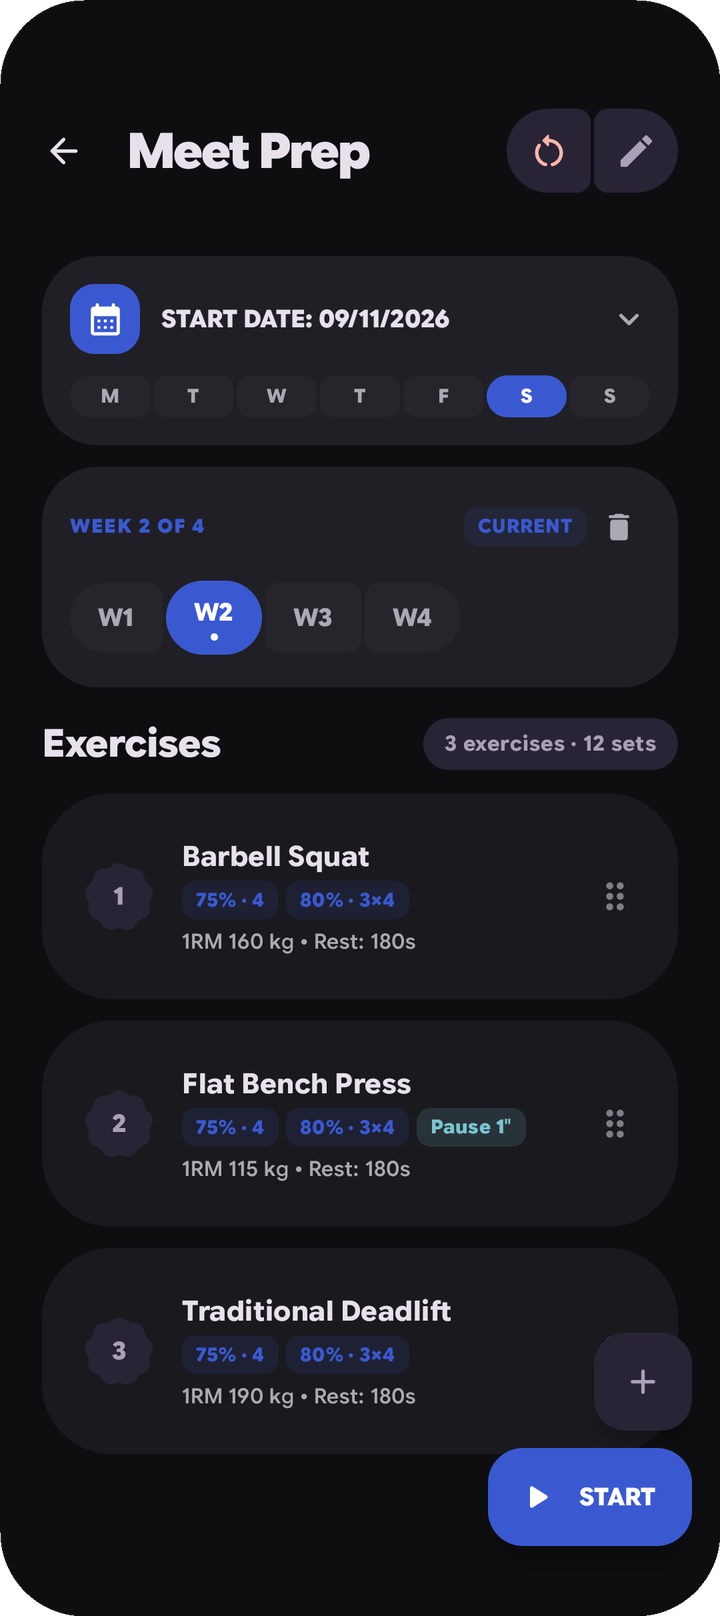 Meet Prep
START DATE: 09/11/2026
M T W T F S S
WEEK 2 OF 4 CURRENT
W1 W2 W3 W4
Exercises 3 exercises · 12 sets
Barbell Squat
1 75% · 4 80% · 3×4
1RM 160 kg • Rest: 180s
Flat Bench Press
2 75% · 4 80% · 3×4 Pause 1"
1RM 115 kg • Rest: 180s
Traditional Deadlift
3 75% · 4 80% · 3×4
1RM 190 kg • Rest: 180s
START